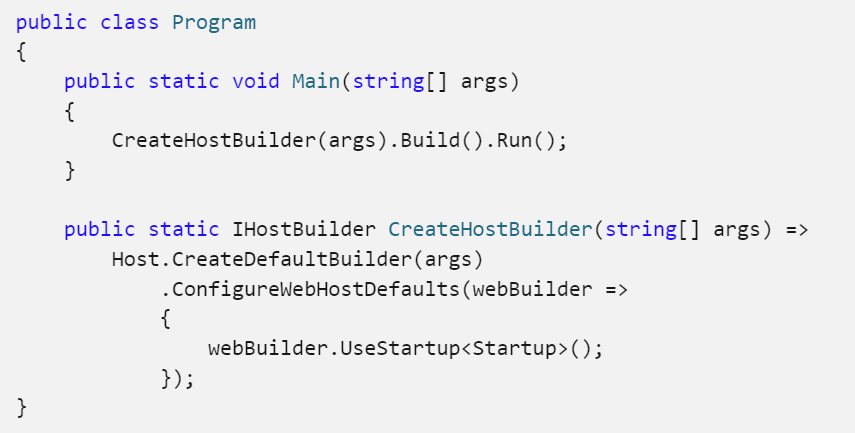 public class Program
{
    public static void Main(string[] args)
    {
        CreateHostBuilder(args).Build().Run();
    }

    public static IHostBuilder CreateHostBuilder(string[] args) =>
        Host.CreateDefaultBuilder(args)
            .ConfigureWebHostDefaults(webBuilder =>
            {
                webBuilder.UseStartup<Startup>();
            });
}